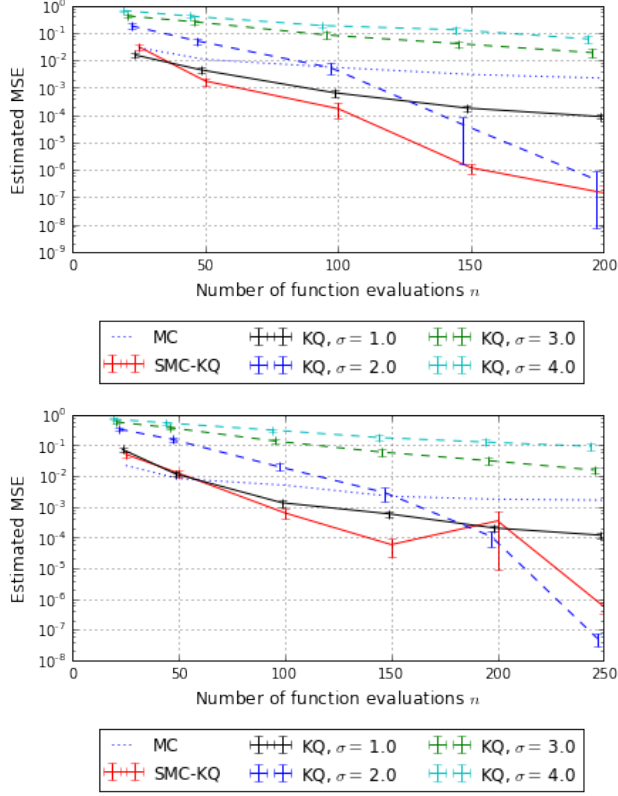 10⁰
10⁻¹
10⁻²
10⁻³
10⁻⁴
10⁻⁵
10⁻⁶
10⁻⁷
10⁻⁸
10⁻⁹
Estimated MSE
0 50 100 150 200
Number of function evaluations n
MC KQ, σ = 1.0 KQ, σ = 3.0
SMC-KQ KQ, σ = 2.0 KQ, σ = 4.0
10⁰
10⁻¹
10⁻²
10⁻³
10⁻⁴
10⁻⁵
10⁻⁶
10⁻⁷
10⁻⁸
Estimated MSE
0 50 100 150 200 250
Number of function evaluations n
MC KQ, σ = 1.0 KQ, σ = 3.0
SMC-KQ KQ, σ = 2.0 KQ, σ = 4.0